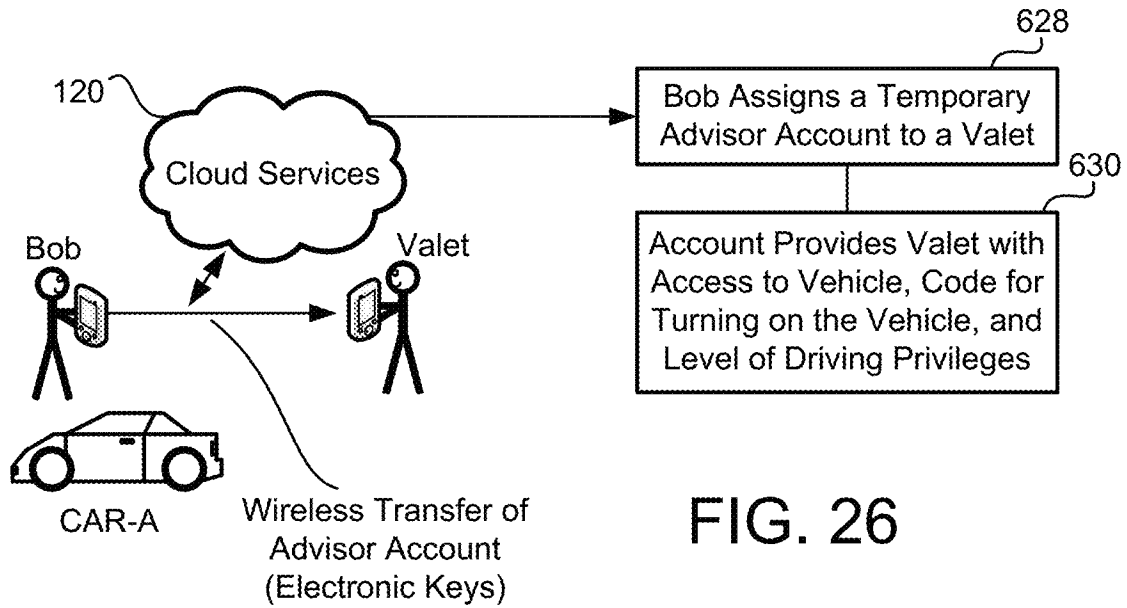 628
120
Bob Assigns a Temporary
Advisor Account to a Valet
Cloud Services
630
Bob
Valet
Account Provides Valet with
Access to Vehicle, Code for
Turning on the Vehicle, and
Level of Driving Privileges
CAR-A
Wireless Transfer of
Advisor Account
(Electronic Keys)
FIG. 26